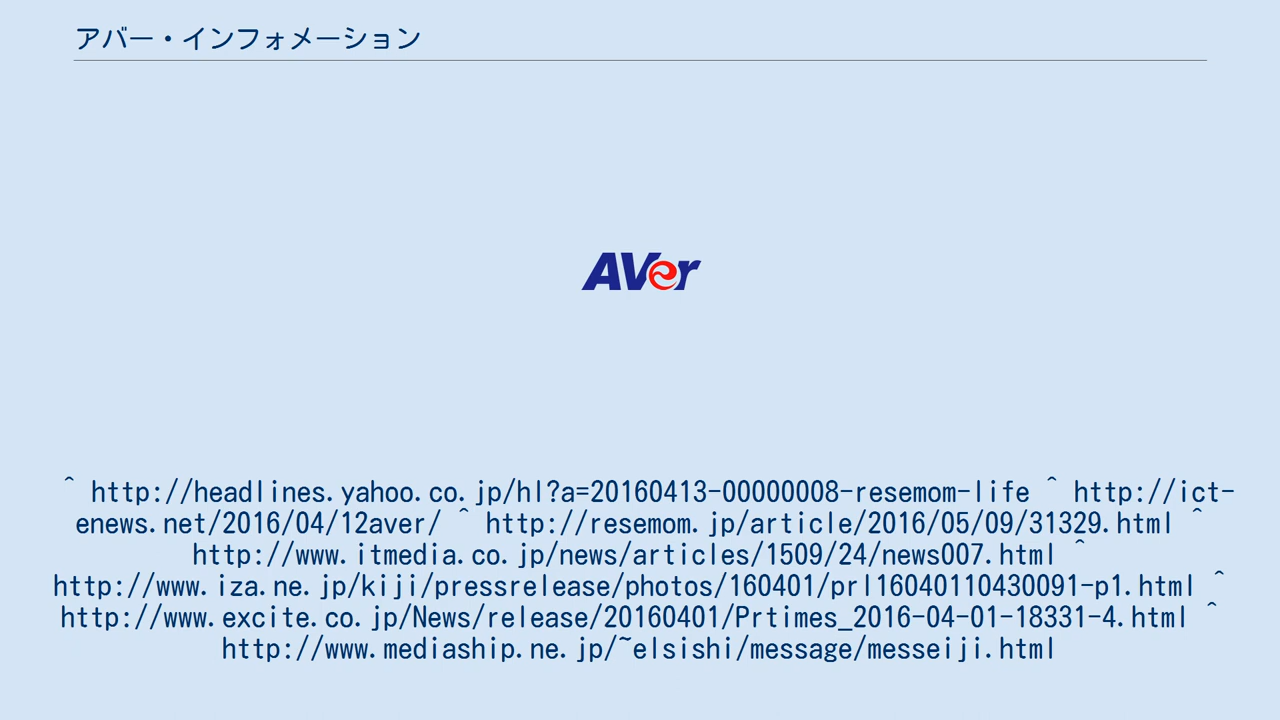 アバー・インフォメーション
AVer
^ http://headlines.yahoo.co.jp/hl?a=20160413-00000008-resemom-life ^ http://ict-
enews.net/2016/04/12aver/ ^ http://resemom.jp/article/2016/05/09/31329.html ^
http://www.itmedia.co.jp/news/articles/1509/24/news007.html ^
http://www.iza.ne.jp/kiji/pressrelease/photos/160401/prl16040110430091-p1.html ^
http://www.excite.co.jp/News/release/20160401/Prtimes_2016-04-01-18331-4.html ^
http://www.mediaship.ne.jp/~elsishi/message/messeiji.html